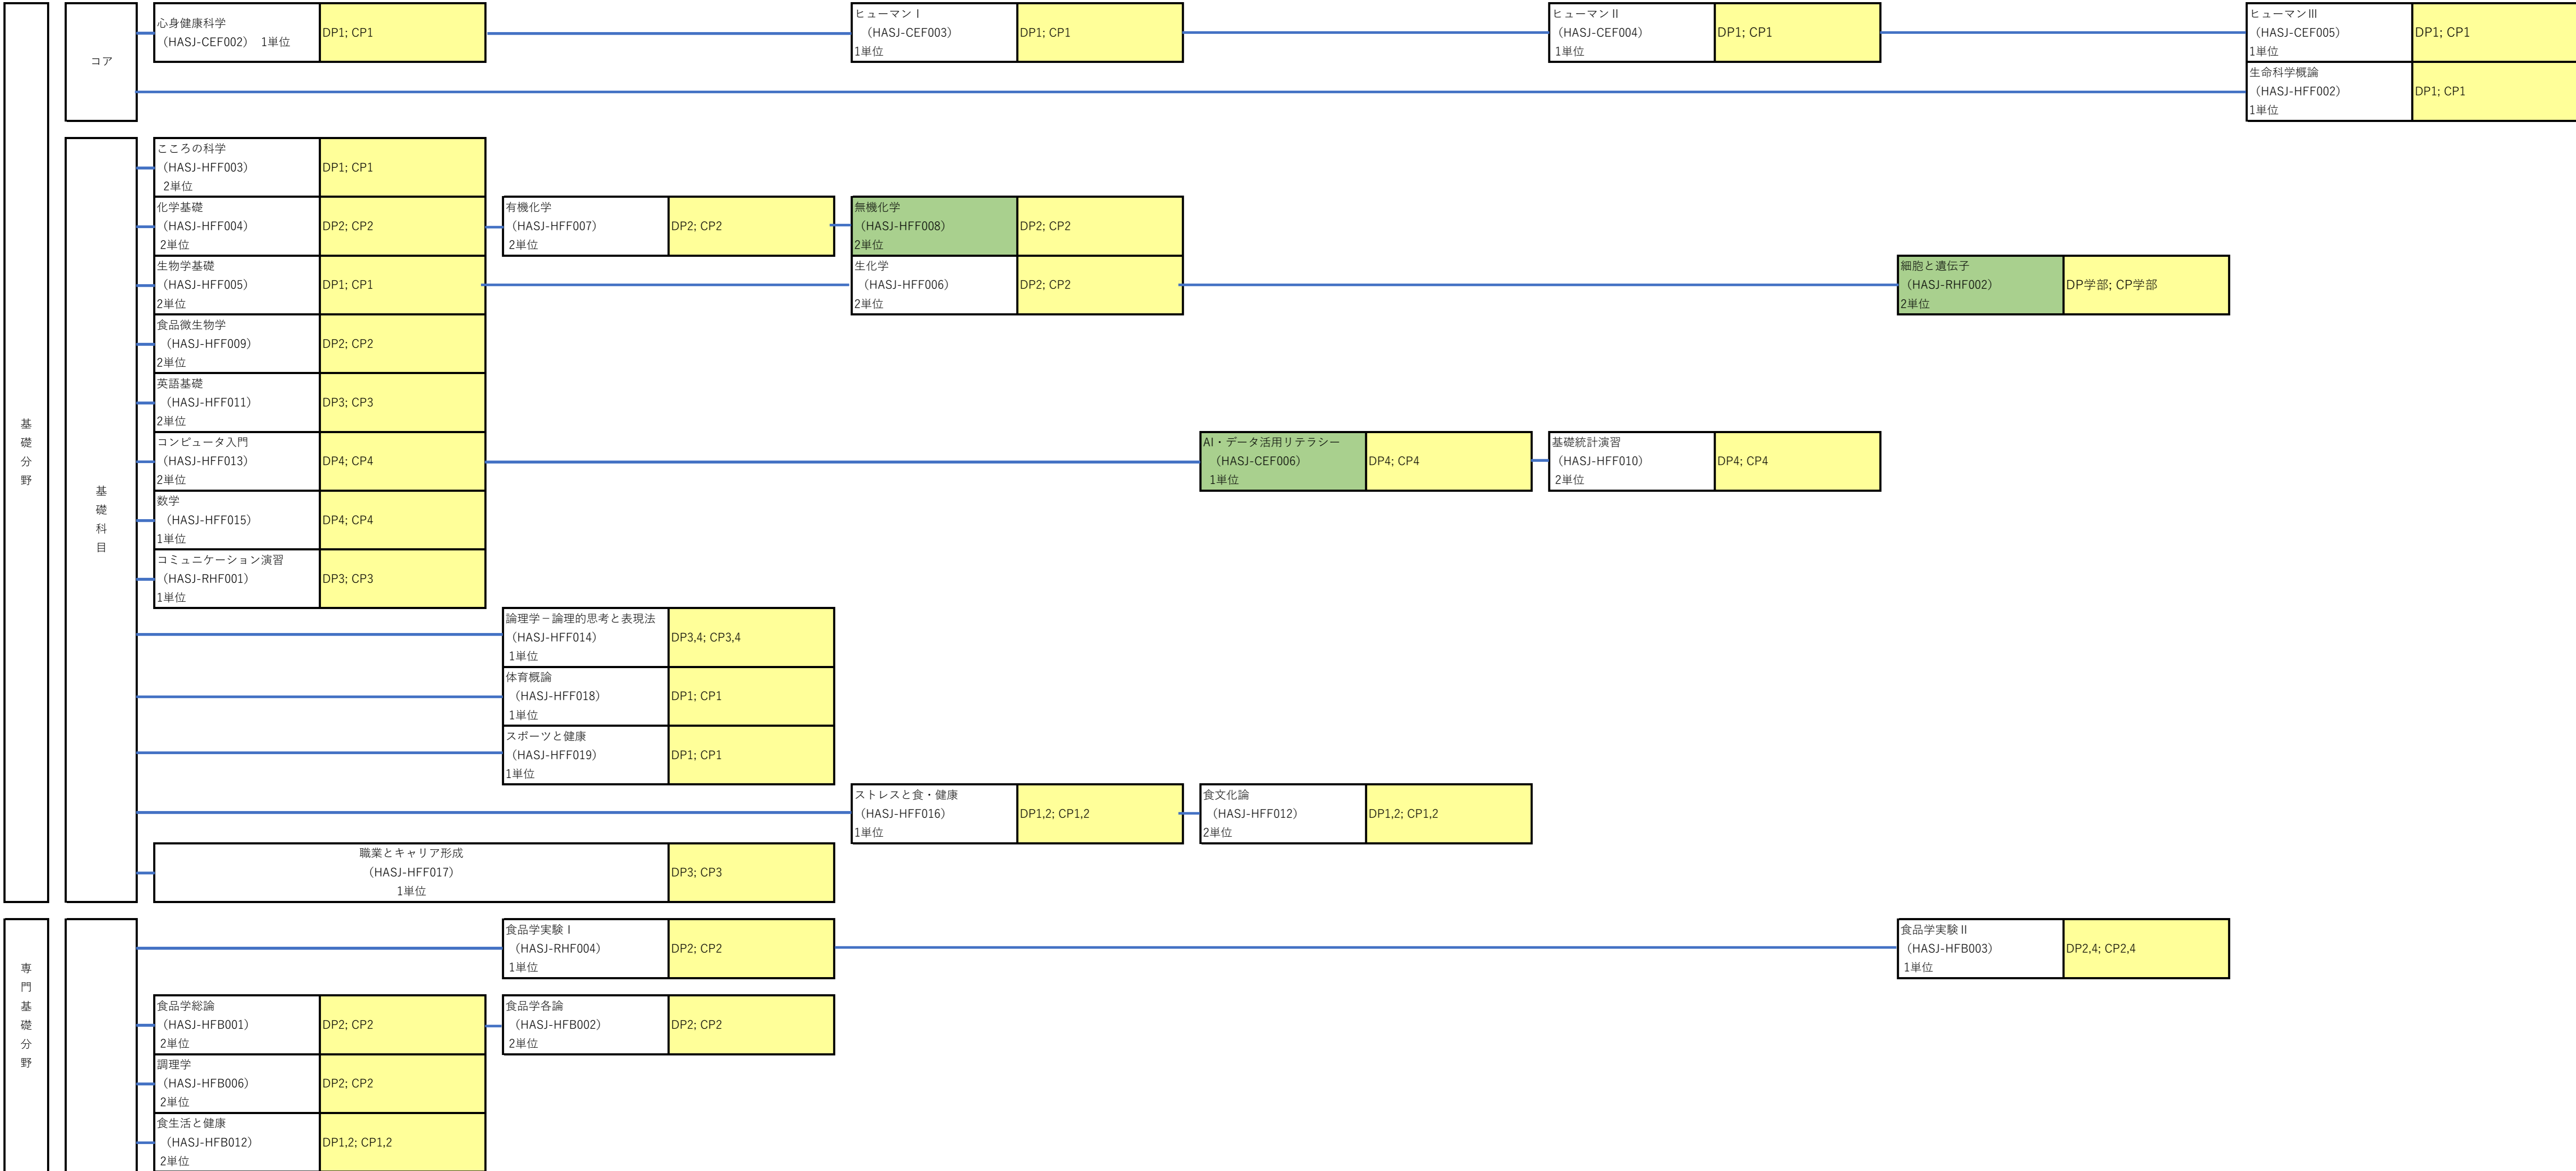 基礎分野
コア
心身健康科学
（HASJ-CEF002） 1単位
DP1; CP1
ヒューマンⅠ
（HASJ-CEF003）
1単位
DP1; CP1
ヒューマンⅡ
（HASJ-CEF004）
1単位
DP1; CP1
ヒューマンⅢ
（HASJ-CEF005）
1単位
DP1; CP1
生命科学概論
（HASJ-HFF002）
1単位
DP1; CP1
基礎科目
こころの科学
（HASJ-HFF003）
2単位
DP1; CP1
化学基礎
（HASJ-HFF004）
2単位
DP2; CP2
有機化学
（HASJ-HFF007）
2単位
DP2; CP2
無機化学
（HASJ-HFF008）
2単位
DP2; CP2
生物学基礎
（HASJ-HFF005）
2単位
DP1; CP1
生化学
（HASJ-HFF006）
2単位
DP2; CP2
細胞と遺伝子
（HASJ-RHF002）
2単位
DP学部; CP学部
食品微生物学
（HASJ-HFF009）
2単位
DP2; CP2
英語基礎
（HASJ-HFF011）
2単位
DP3; CP3
コンピュータ入門
（HASJ-HFF013）
2単位
DP4; CP4
AI・データ活用リテラシー
（HASJ-CEF006）
1単位
DP4; CP4
基礎統計演習
（HASJ-HFF010）
2単位
DP4; CP4
数学
（HASJ-HFF015）
1単位
DP4; CP4
コミュニケーション演習
（HASJ-RHF001）
1単位
DP3; CP3
論理学－論理的思考と表現法
（HASJ-HFF014）
1単位
DP3,4; CP3,4
体育概論
（HASJ-HFF018）
1単位
DP1; CP1
スポーツと健康
（HASJ-HFF019）
1単位
DP1; CP1
ストレスと食・健康
（HASJ-HFF016）
1単位
DP1,2; CP1,2
食文化論
（HASJ-HFF012）
2単位
DP1,2; CP1,2
職業とキャリア形成
（HASJ-HFF017）
1単位
DP3; CP3
専門基礎分野
食品学実験Ⅰ
（HASJ-RHF004）
1単位
DP2; CP2
食品学実験Ⅱ
（HASJ-HFB003）
1単位
DP2,4; CP2,4
食品学総論
（HASJ-HFB001）
2単位
DP2; CP2
食品学各論
（HASJ-HFB002）
2単位
DP2; CP2
調理学
（HASJ-HFB006）
2単位
DP2; CP2
食生活と健康
（HASJ-HFB012）
2単位
DP1,2; CP1,2